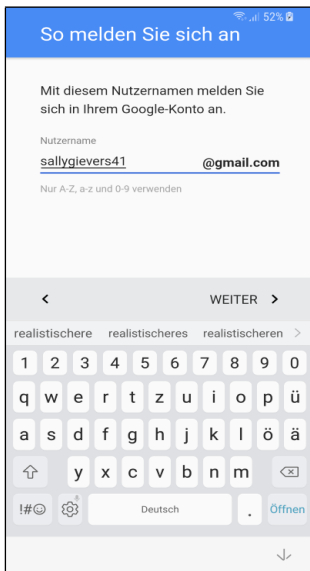 52%
So melden Sie sich an
Mit diesem Nutzernamen melden Sie
sich in Ihrem Google-Konto an.
Nutzername
sallygievers41 @gmail.com
Nur A-Z, a-z und 0-9 verwenden
< WEITER >
realistischere realistischeres realistischeren >
1 2 3 4 5 6 7 8 9 0
q w e r t z u i o p ü
a s d f g h j k l ö ä
y x c v b n m
!#☺ Deutsch . Öffnen